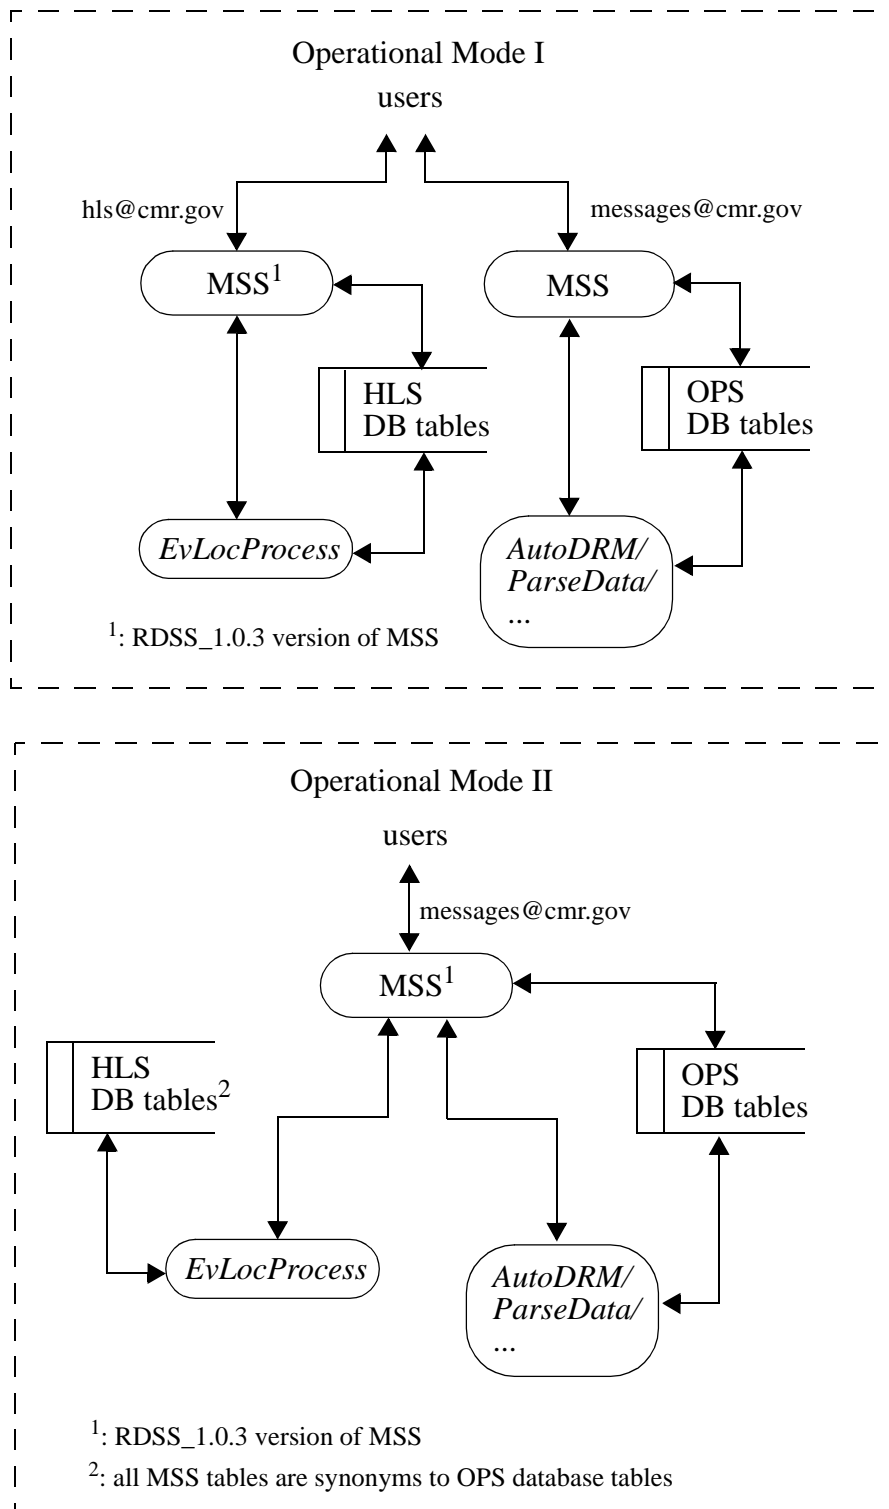 Operational Mode I
users
hls@cmr.gov
messages@cmr.gov
MSS1
MSS
HLS
DB tables
OPS
DB tables
EvLocProcess
AutoDRM/
ParseData/
...
1: RDSS_1.0.3 version of MSS
Operational Mode II
users
messages@cmr.gov
MSS1
HLS
DB tables2
OPS
DB tables
EvLocProcess
AutoDRM/
ParseData/
...
1: RDSS_1.0.3 version of MSS
2: all MSS tables are synonyms to OPS database tables